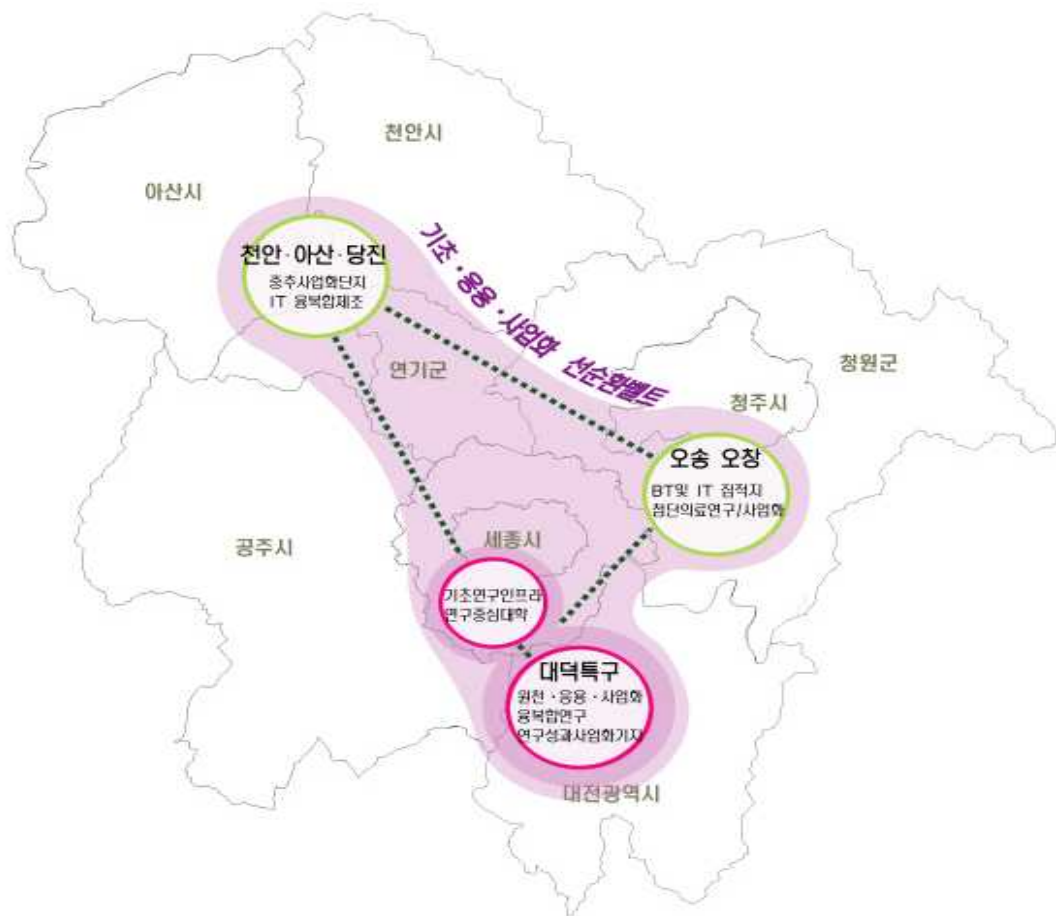 천안시
아산시
천안·아산·당진
중추사업화단지
IT 융복합제조
기초·응용·사업화 선순환벨트
연기군
청원군
청주시
오송 오창
BT및 IT 집적지
첨단의료연구/사업화
공주시
세종시
기초연구인프라
연구중심대학
대덕특구
원천·응용·사업화
융복합연구
연구성과사업화기지
대전광역시